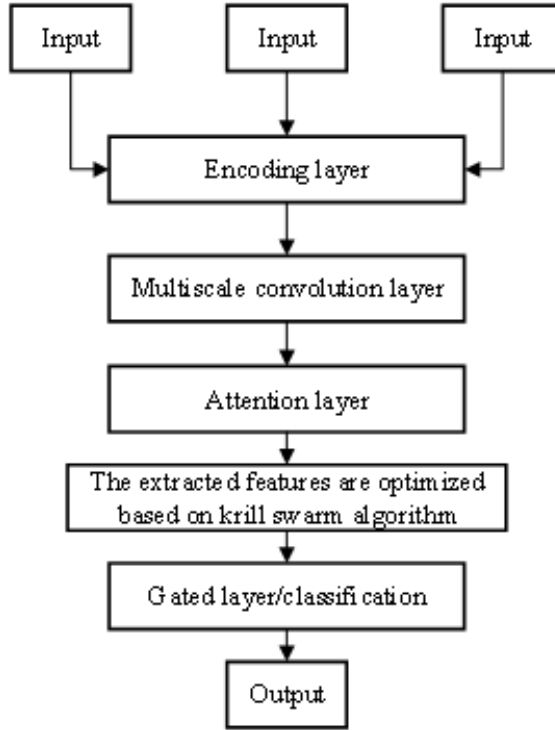 Input
Input
Input
Encoding layer
Multiscale convolution layer
Attention layer
The extracted features are optimized
based on krill swarm algorithm
Gated layer/classification
Output